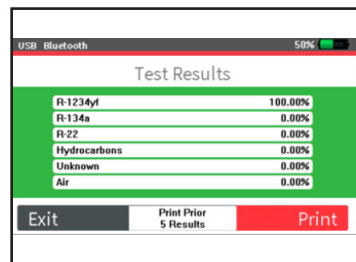 USB Bluetooth 50%
Test Results
R-1234yf 100.00%
R-134a 0.00%
R-22 0.00%
Hydrocarbons 0.00%
Unknown 0.00%
Air 0.00%
Exit
Print Prior
5 Results
Print